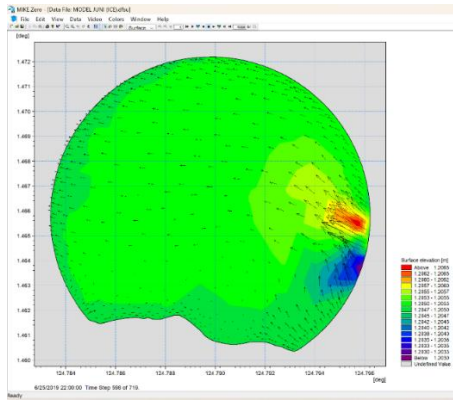 MIKE Zero - [Data File: MODEL JUNI (ICE).dfsu]
File Edit View Data Video Colors Window Help
Surface
[deg]
1.472
1.471
1.470
1.469
1.468
1.467
1.466
1.465
1.464
1.463
1.462
1.461
1.460
124.784 124.786 124.788 124.790 124.792 124.794 124.796
[deg]
Surface elevation [m]
Above 1.2065
1.2062 - 1.2065
1.2060 - 1.2062
1.2057 - 1.2060
1.2055 - 1.2057
1.2052 - 1.2055
1.2050 - 1.2052
1.2047 - 1.2050
1.2045 - 1.2047
1.2042 - 1.2045
1.2040 - 1.2042
1.2038 - 1.2040
1.2035 - 1.2038
1.2033 - 1.2035
1.2030 - 1.2033
Below 1.2030
Undefined Value
6/25/2019 22:00:00 Time Step 598 of 719.
Ready